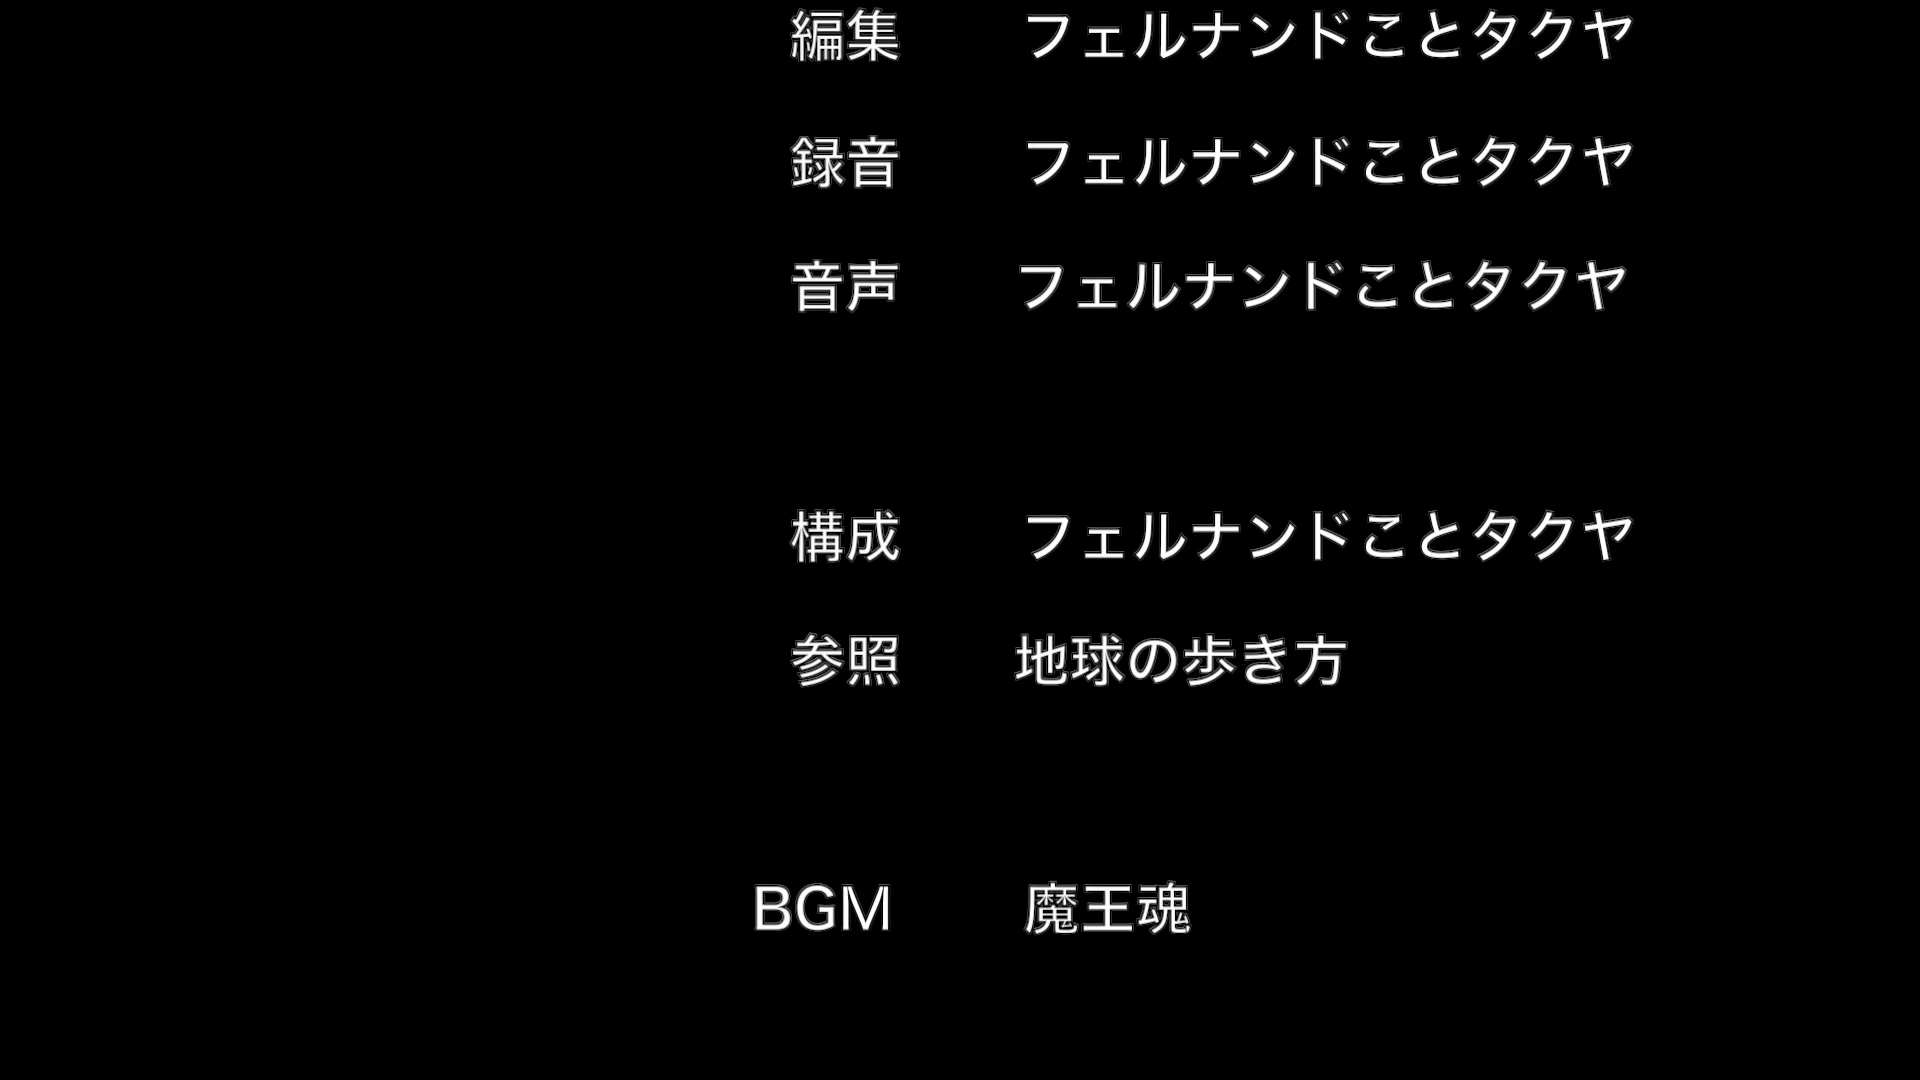 編集 フェルナンドことタクヤ
録音 フェルナンドことタクヤ
音声 フェルナンドことタクヤ
構成 フェルナンドことタクヤ
参照 地球の歩き方
BGM 魔王魂